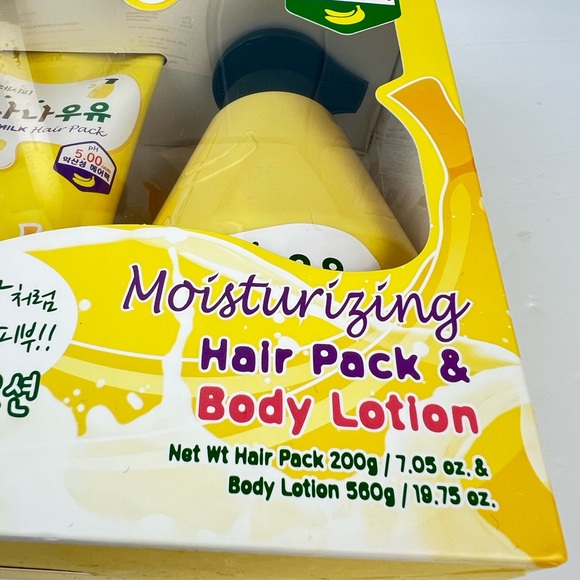 나나우유
MILK Hair Pack
pH
5.00
약산성 헤어팩
처럼
피부!!
션
Moisturizing
Hair Pack &
Body Lotion
Net Wt Hair Pack 200g / 7.05 oz. &
Body Lotion 560g / 19.75 oz.